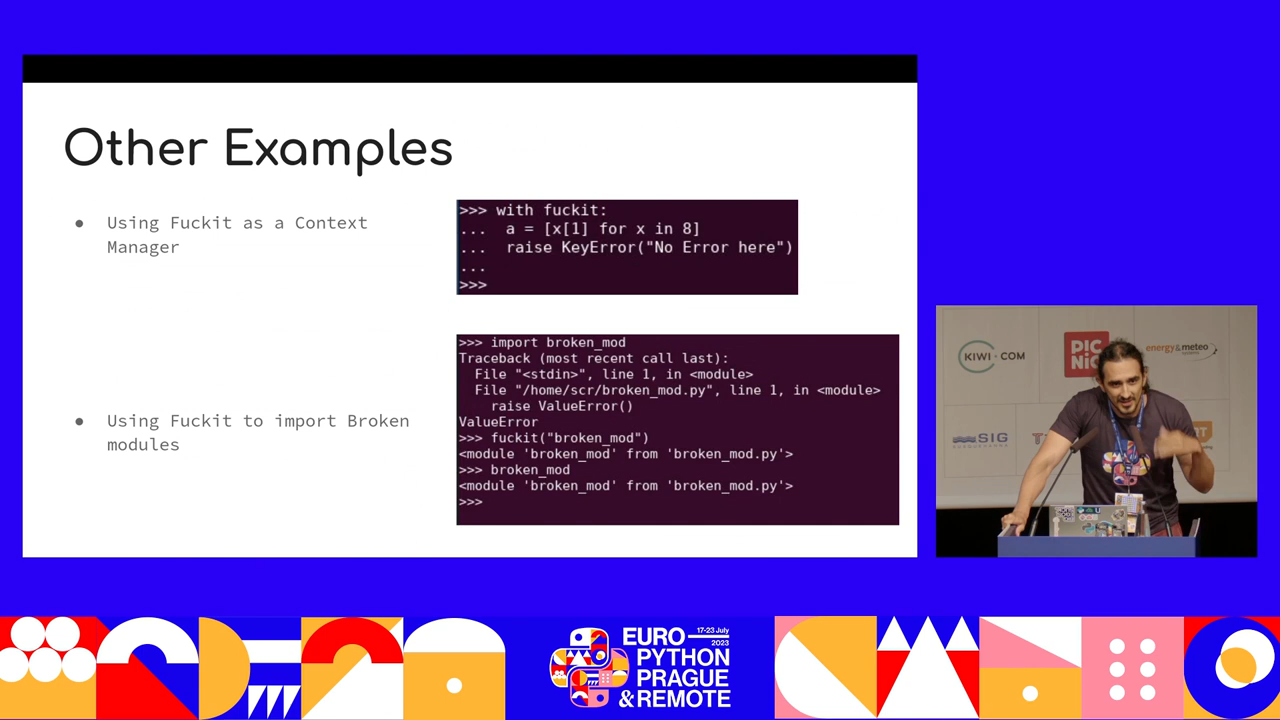 Other Examples
● Using Fuckit as a Context
Manager
>>> with fuckit:
... a = [x[1] for x in 8]
... raise KeyError("No Error here")
...
>>>
● Using Fuckit to import Broken
modules
>>> import broken_mod
Traceback (most recent call last):
File "<stdin>", line 1, in <module>
File "/home/scr/broken_mod.py", line 1, in <module>
raise ValueError()
ValueError
>>> fuckit("broken_mod")
<module 'broken_mod' from 'broken_mod.py'>
>>> broken_mod
<module 'broken_mod' from 'broken_mod.py'>
>>>
KIWI·COM
PIC
NIC
energy & meteo
systems
SIG
EURO
17-23 July
2023
PYTHON
PRAGUE
& REMOTE